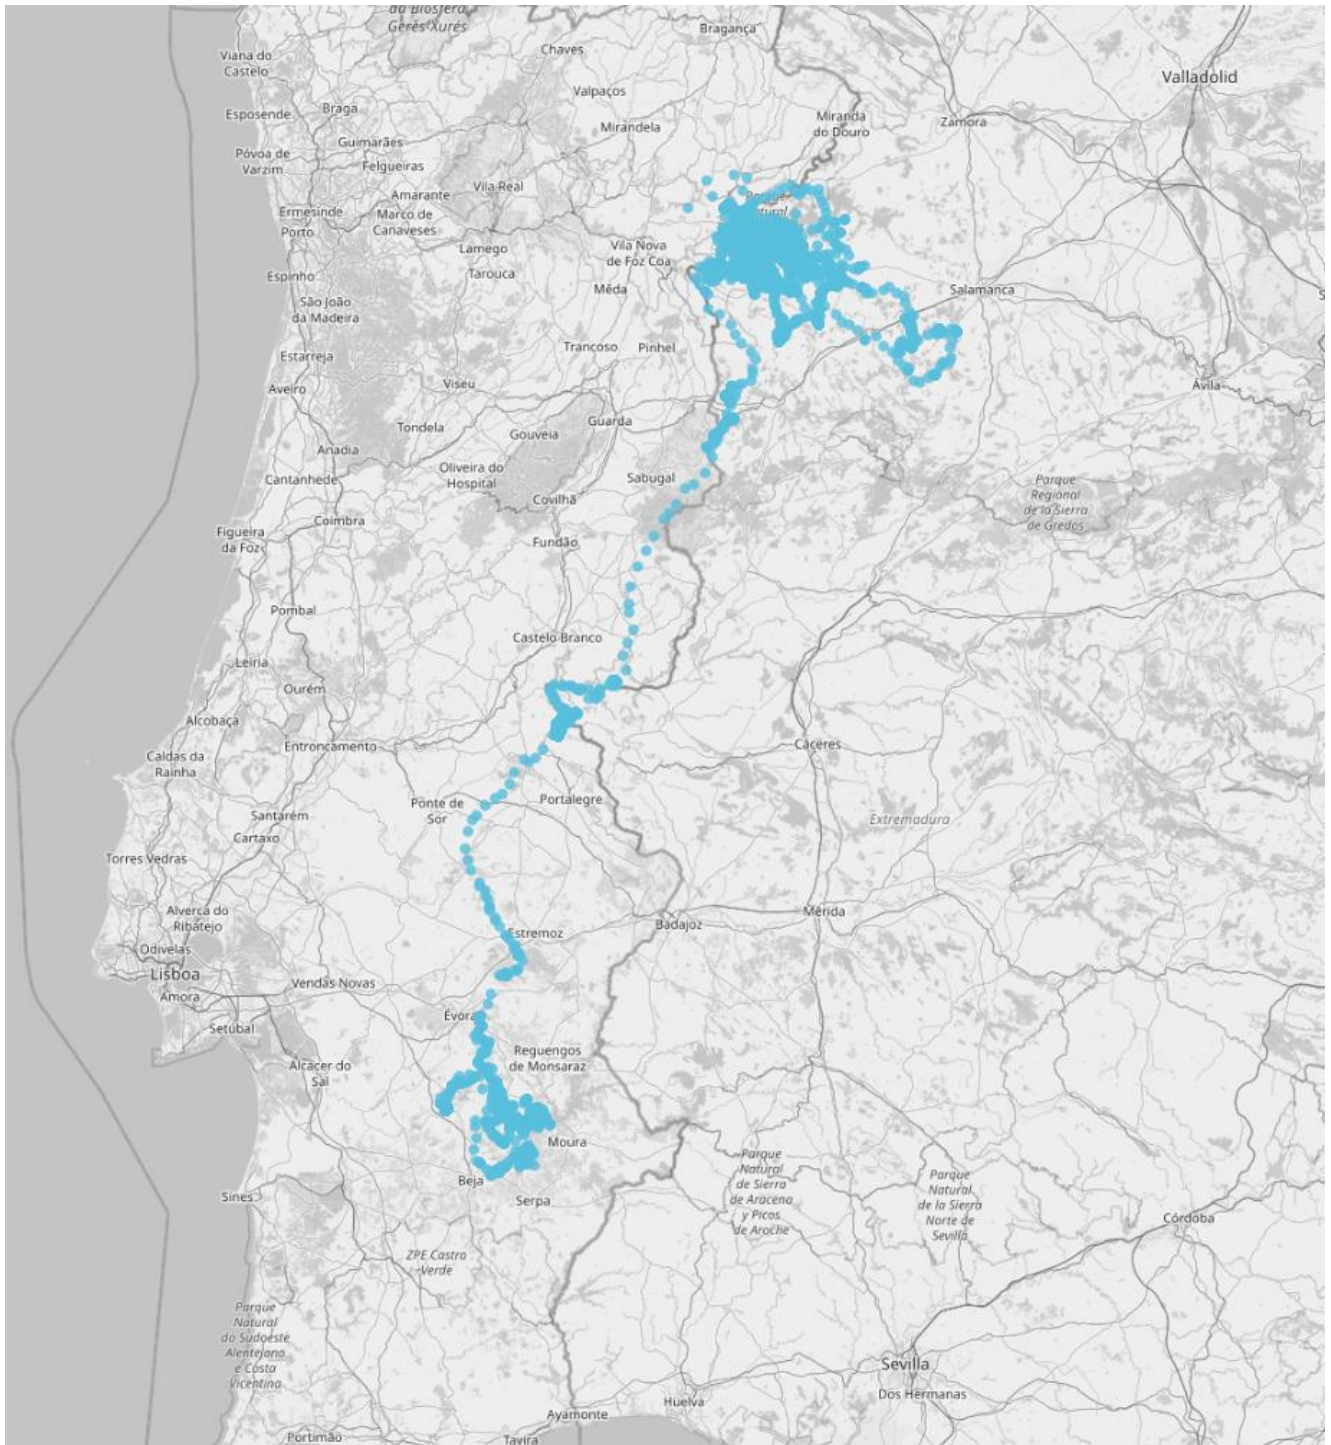 da Biosfera
Gerês-Xurés
Bragança
Chaves
Viana do
Castelo
Valladolid
Valpaços
Esposende
Braga
Miranda
do Douro
Zamora
Mirandela
Guimarães
Póvoa de
Varzim
Felgueiras
Vila Real
Amarante
Parque
Natural
Ermesinde
Marco de
Canaveses
Porto
Lamego
Vila Nova
de Foz Coa
Tarouca
Espinho
Mêda
Salamanca
São João
da Madeira
Trancoso
Pinhel
Estarreja
Viseu
Ávila
Aveiro
Guarda
Tondela
Gouveia
Anadia
Oliveira do
Hospital
Sabugal
Cantanhede
Parque
Regional
de la Sierra
de Gredos
Covilhã
Coimbra
Figueira
da Foz
Fundão
Pombal
Castelo Branco
Leiria
Ourém
Alcobaça
Entroncamento
Cáceres
Caldas da
Rainha
Ponte de
Sor
Portalegre
Santarém
Extremadura
Cartaxo
Torres Vedras
Alverca do
Ribatejo
Mérida
Badajoz
Estremoz
Odivelas
Lisboa
Vendas Novas
Amora
Évora
Setúbal
Reguengos
de Monsaraz
Alcácer do
Sal
Moura
Parque
Natural
de Sierra
de Aracena
y Picos
de Aroche
Parque
Natural
de la Sierra
Norte de
Sevilla
Beja
Sines
Serpa
Córdoba
ZPE Castro
Verde
Parque
Natural
do Sudoeste
Alentejano
e Costa
Vicentina
Sevilla
Dos Hermanas
Huelva
Ayamonte
Portimão
Tavira